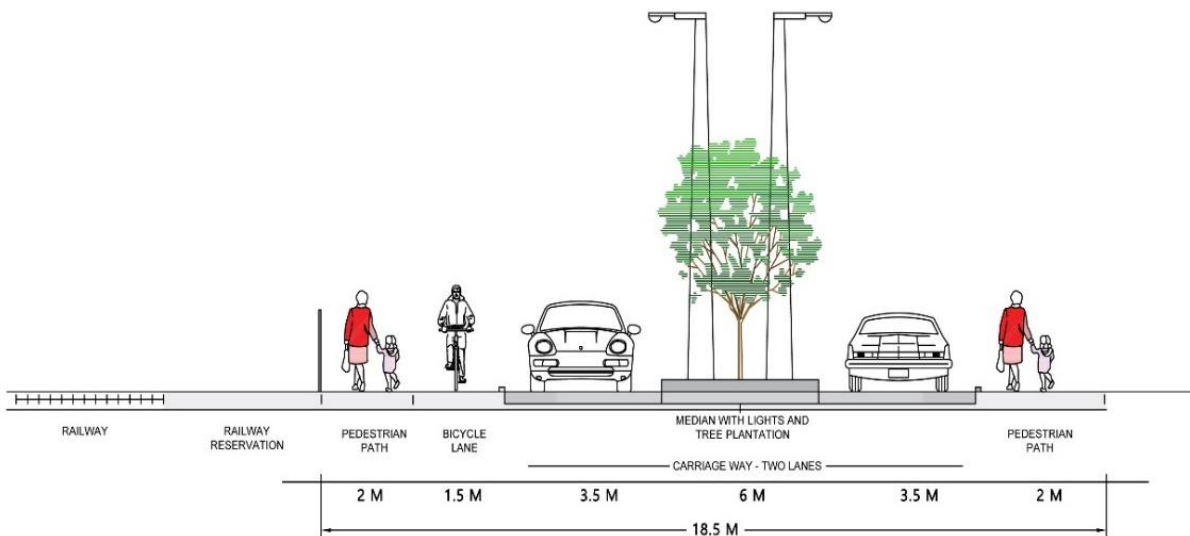 RAILWAY
RAILWAY
RESERVATION
PEDESTRIAN
PATH
BICYCLE
LANE
MEDIAN WITH LIGHTS AND
TREE PLANTATION
PEDESTRIAN
PATH
CARRIAGE WAY - TWO LANES
2 M
1.5 M
3.5 M
6 M
3.5 M
2 M
18.5 M